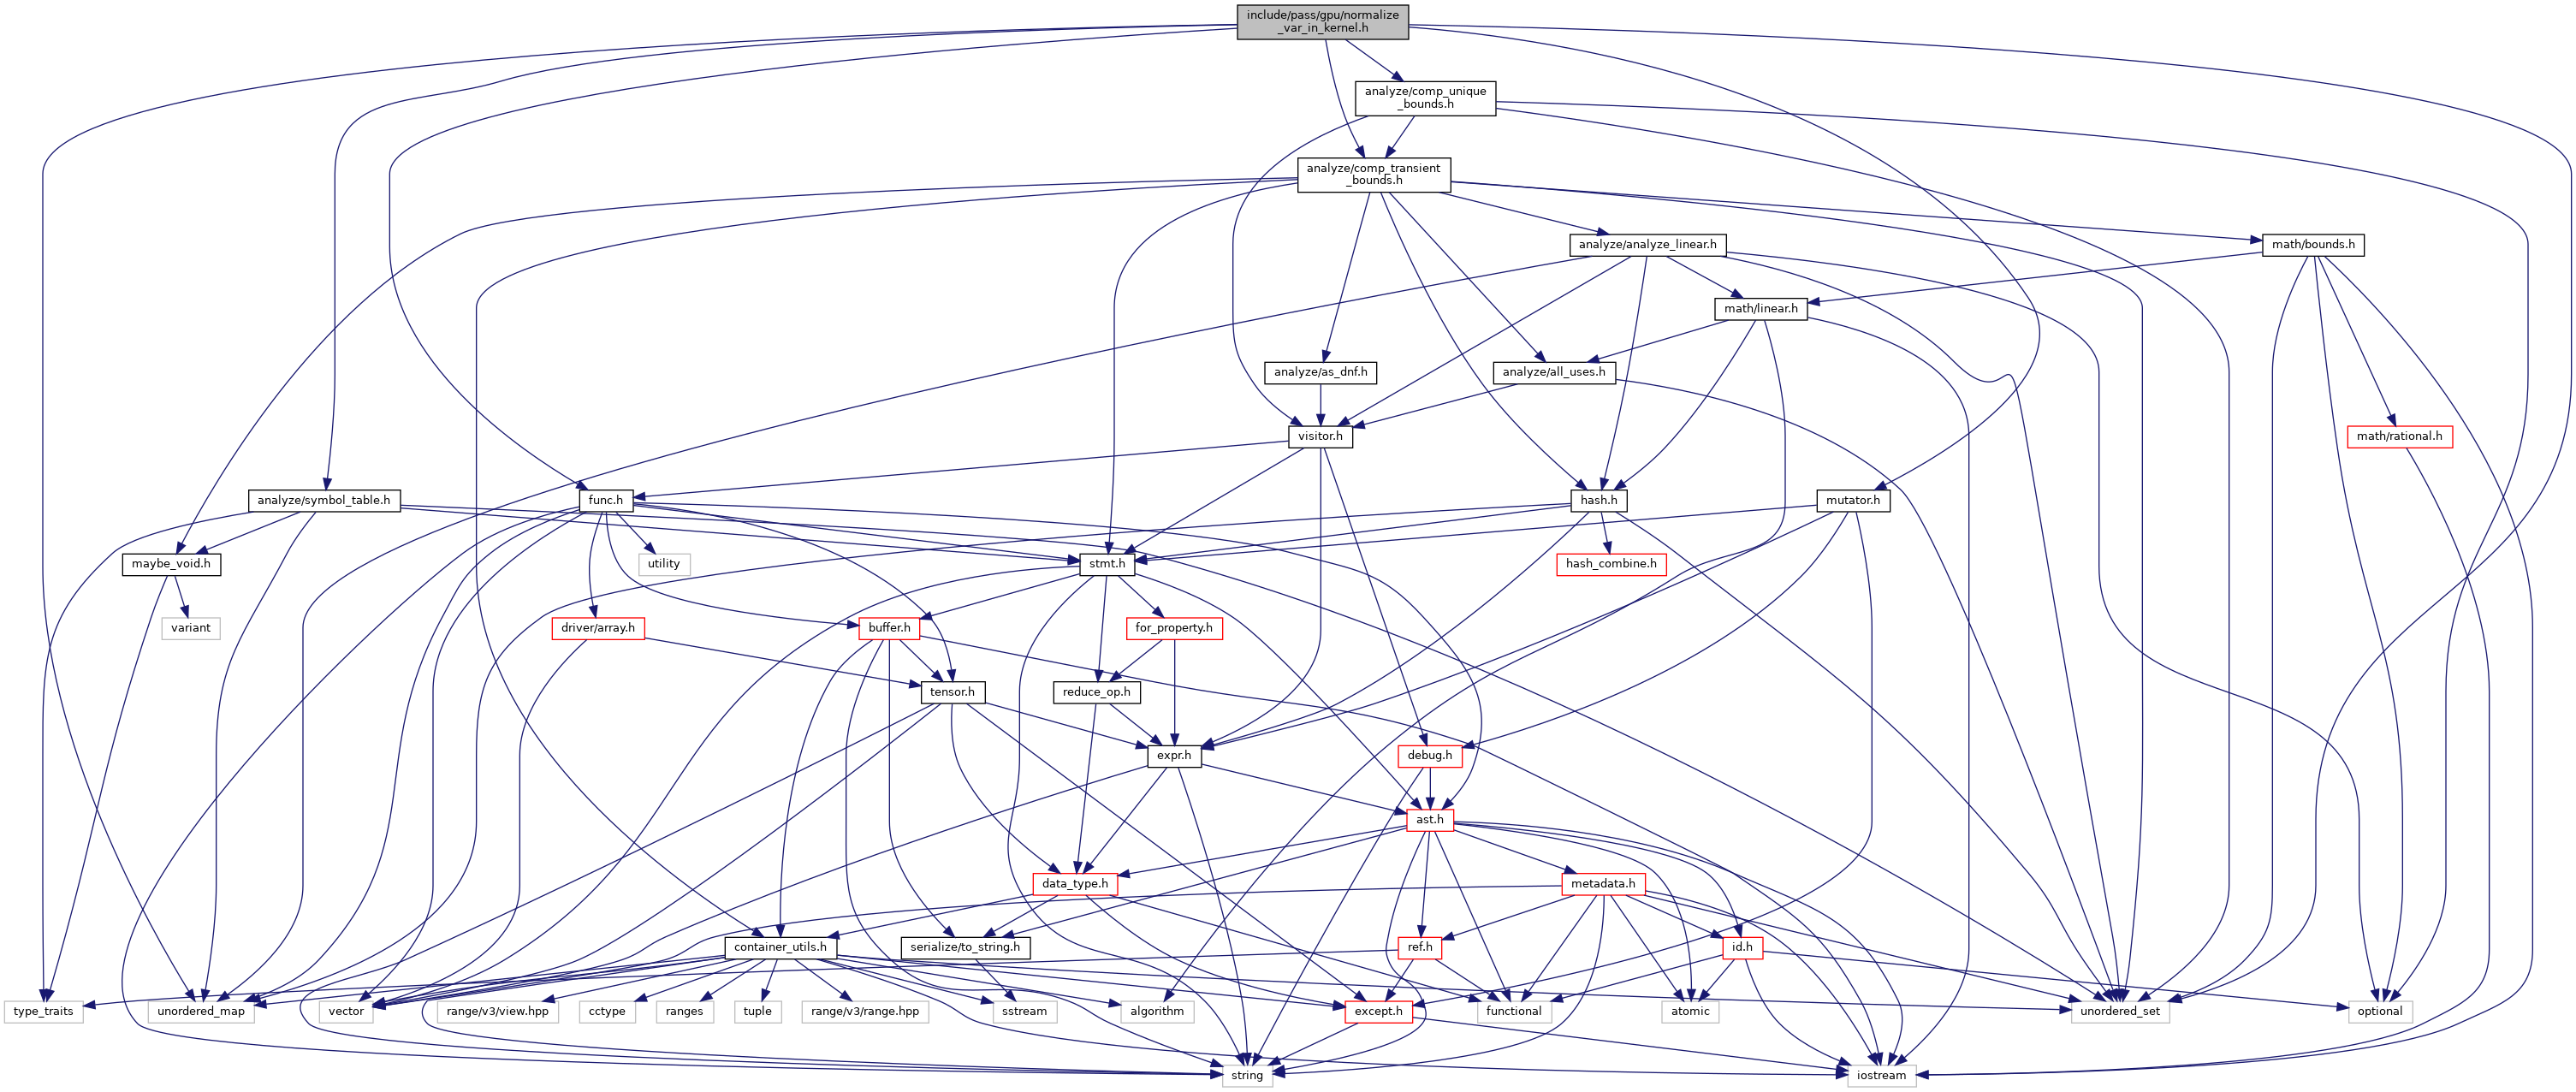 include/pass/gpu/normalize
_var_in_kernel.h
analyze/comp_unique
_bounds.h
analyze/comp_transient
_bounds.h
analyze/analyze_linear.h
math/bounds.h
math/linear.h
analyze/as_dnf.h
analyze/all_uses.h
visitor.h
math/rational.h
analyze/symbol_table.h
func.h
hash.h
mutator.h
maybe_void.h
utility
stmt.h
hash_combine.h
variant
driver/array.h
buffer.h
for_property.h
tensor.h
reduce_op.h
expr.h
debug.h
ast.h
data_type.h
metadata.h
container_utils.h
serialize/to_string.h
ref.h
id.h
type_traits
unordered_map
vector
range/v3/view.hpp
cctype
ranges
tuple
range/v3/range.hpp
sstream
algorithm
except.h
functional
atomic
unordered_set
optional
string
iostream